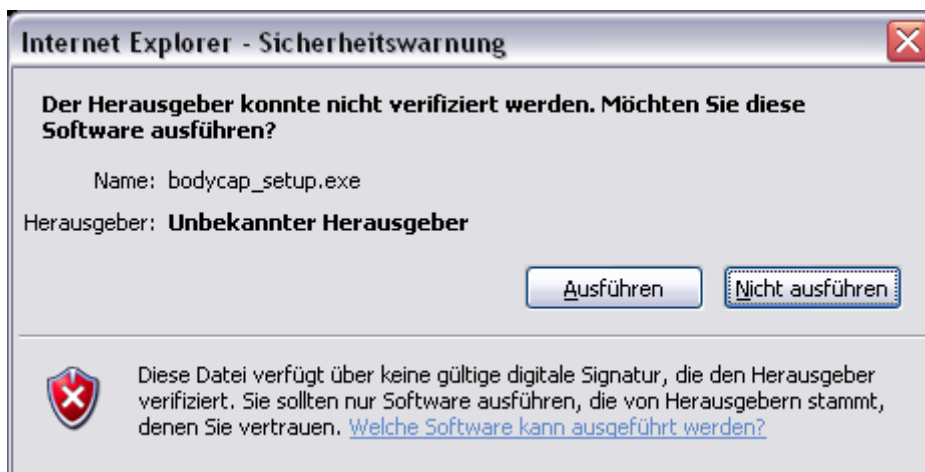 Internet Explorer - Sicherheitswarnung
Der Herausgeber konnte nicht verifiziert werden. Möchten Sie diese
Software ausführen?
Name: bodycap_setup.exe
Herausgeber: Unbekannter Herausgeber
Ausführen
Nicht ausführen
Diese Datei verfügt über keine gültige digitale Signatur, die den Herausgeber
verifiziert. Sie sollten nur Software ausführen, die von Herausgebern stammt,
denen Sie vertrauen. Welche Software kann ausgeführt werden?